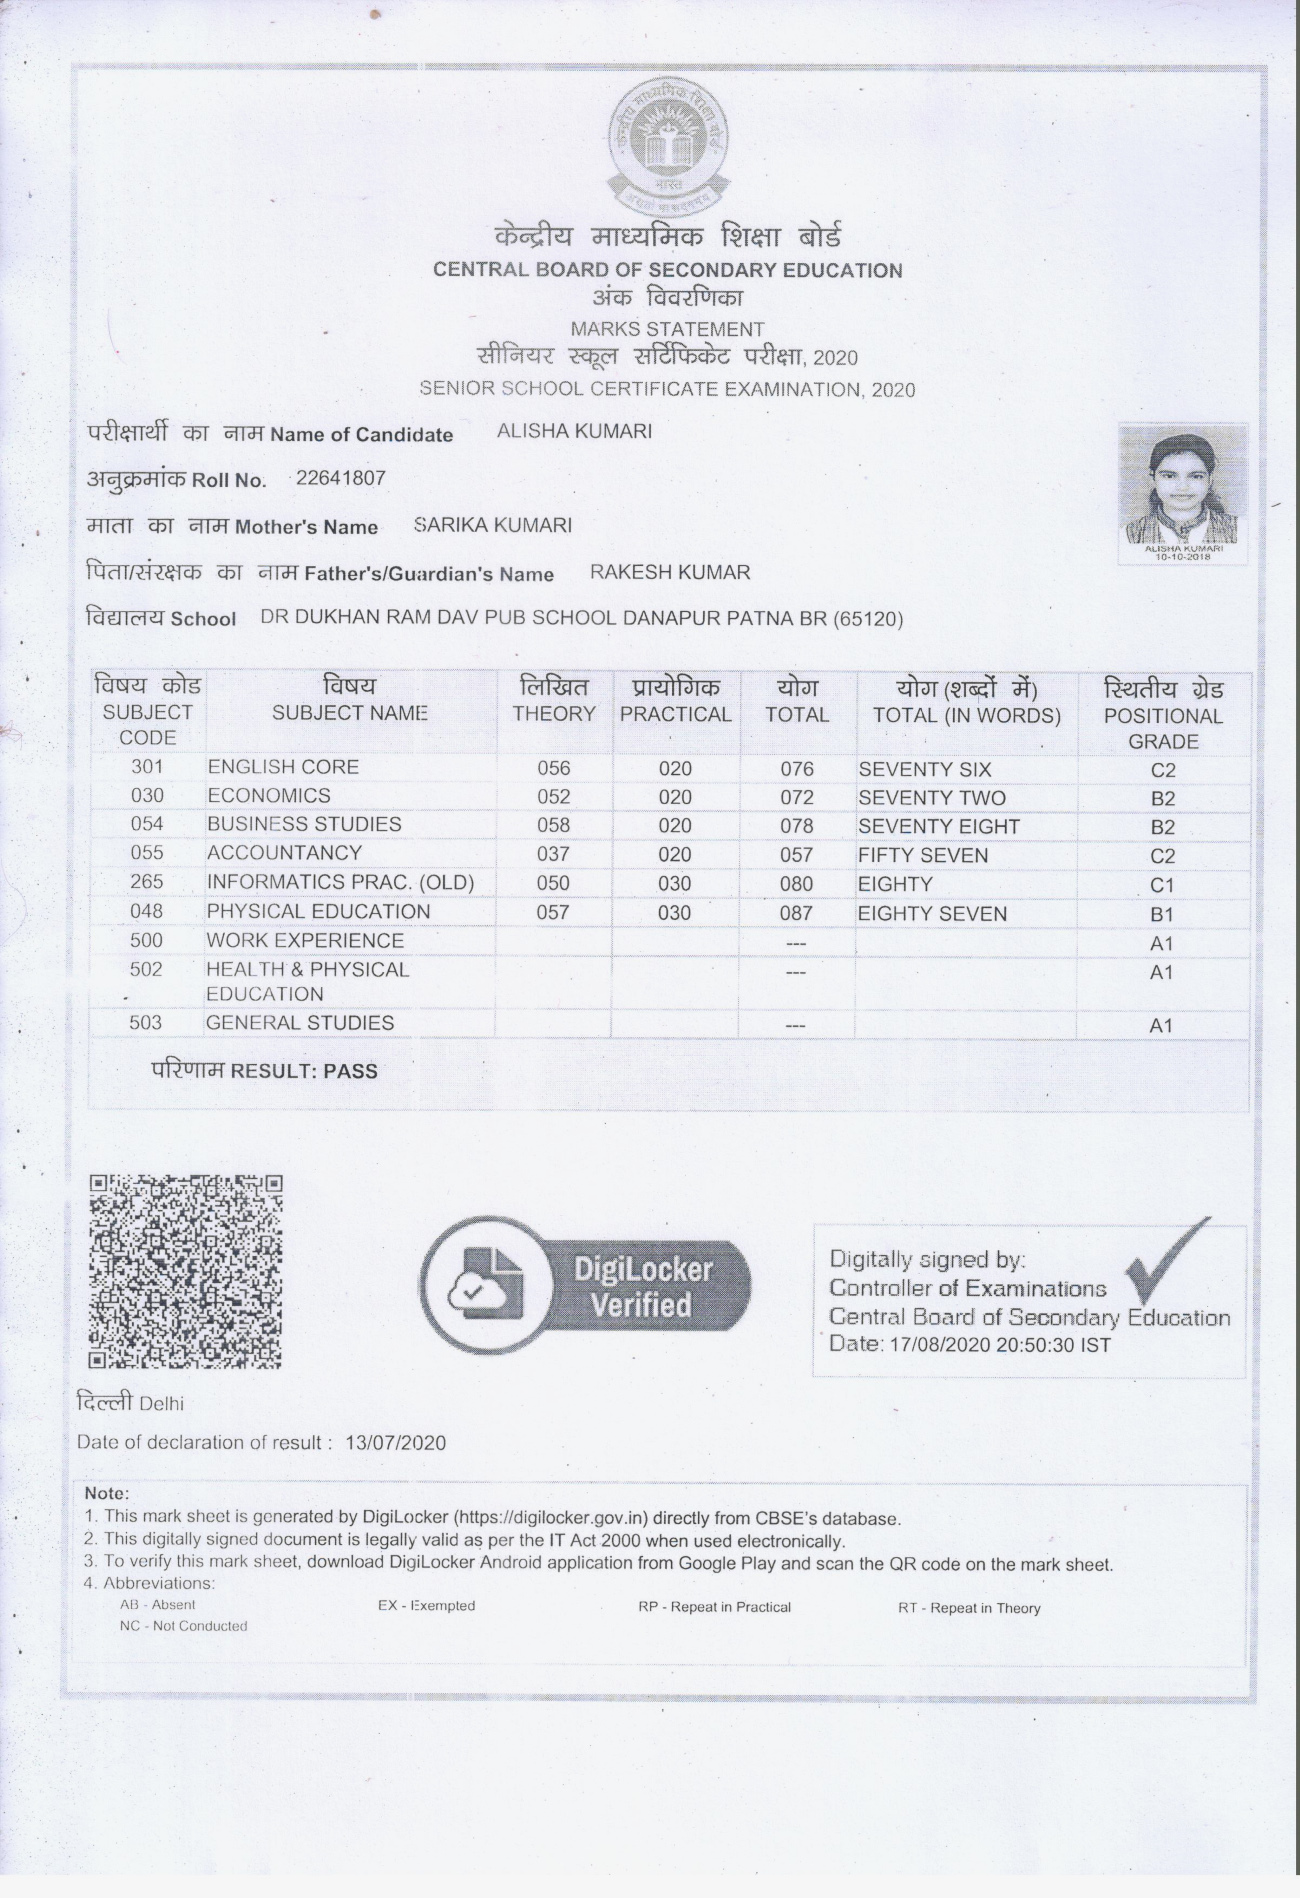 केन्द्रीय माध्यमिक शिक्षा बोर्ड
भारत
असतो मा सद्गमय
केन्द्रीय माध्यमिक शिक्षा बोर्ड
CENTRAL BOARD OF SECONDARY EDUCATION
अंक विवरणिका
MARKS STATEMENT
सीनियर स्कूल सर्टिफिकेट परीक्षा, 2020
SENIOR SCHOOL CERTIFICATE EXAMINATION, 2020
परीक्षार्थी का नाम Name of Candidate ALISHA KUMARI
अनुक्रमांक Roll No. 22641807
माता का नाम Mother's Name SARIKA KUMARI
ALISHA KUMARI
10-10-2018
पिता/संरक्षक का नाम Father's/Guardian's Name RAKESH KUMAR
विद्यालय School DR DUKHAN RAM DAV PUB SCHOOL DANAPUR PATNA BR (65120)
विषय कोड विषय लिखित प्रायोगिक योग योग (शब्दों में) स्थितीय ग्रेड
SUBJECT SUBJECT NAME THEORY PRACTICAL TOTAL TOTAL (IN WORDS) POSITIONAL
CODE GRADE
301 ENGLISH CORE 056 020 076 SEVENTY SIX C2
030 ECONOMICS 052 020 072 SEVENTY TWO B2
054 BUSINESS STUDIES 058 020 078 SEVENTY EIGHT B2
055 ACCOUNTANCY 037 020 057 FIFTY SEVEN C2
265 INFORMATICS PRAC. (OLD) 050 030 080 EIGHTY C1
048 PHYSICAL EDUCATION 057 030 087 EIGHTY SEVEN B1
500 WORK EXPERIENCE --- A1
502 HEALTH & PHYSICAL --- A1
EDUCATION
503 GENERAL STUDIES --- A1
परिणाम RESULT: PASS
DigiLocker
Verified
Digitally signed by:
Controller of Examinations
Central Board of Secondary Education
Date: 17/08/2020 20:50:30 IST
दिल्ली Delhi
Date of declaration of result : 13/07/2020
Note:
1. This mark sheet is generated by DigiLocker (https://digilocker.gov.in) directly from CBSE's database.
2. This digitally signed document is legally valid as per the IT Act 2000 when used electronically.
3. To verify this mark sheet, download DigiLocker Android application from Google Play and scan the QR code on the mark sheet.
4. Abbreviations:
AB - Absent EX - Exempted RP - Repeat in Practical RT - Repeat in Theory
NC - Not Conducted